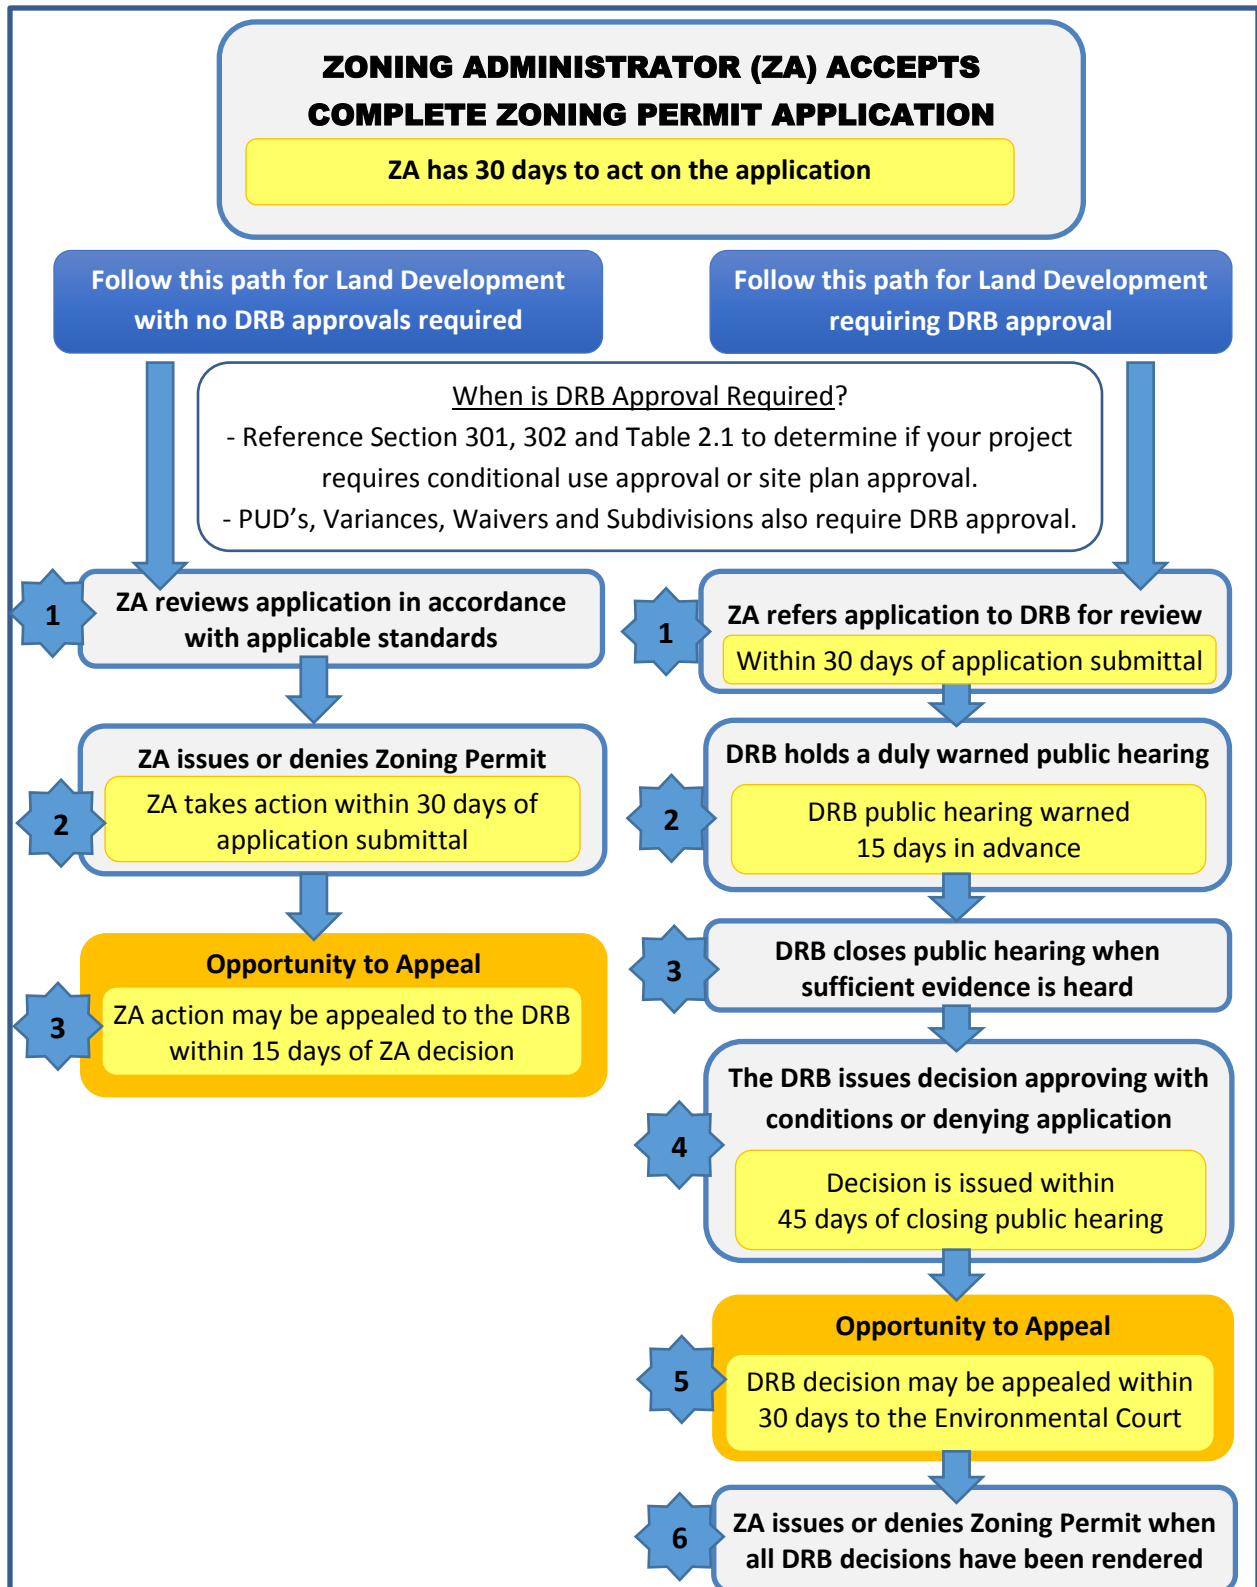 ZONING ADMINISTRATOR (ZA) ACCEPTS
COMPLETE ZONING PERMIT APPLICATION
ZA has 30 days to act on the application
Follow this path for Land Development
with no DRB approvals required
Follow this path for Land Development
requiring DRB approval
When is DRB Approval Required?
- Reference Section 301, 302 and Table 2.1 to determine if your project
requires conditional use approval or site plan approval.
- PUD’s, Variances, Waivers and Subdivisions also require DRB approval.
1
ZA reviews application in accordance
with applicable standards
2
ZA issues or denies Zoning Permit
ZA takes action within 30 days of
application submittal
3
Opportunity to Appeal
ZA action may be appealed to the DRB
within 15 days of ZA decision
1
ZA refers application to DRB for review
Within 30 days of application submittal
2
DRB holds a duly warned public hearing
DRB public hearing warned
15 days in advance
3
DRB closes public hearing when
sufficient evidence is heard
4
The DRB issues decision approving with
conditions or denying application
Decision is issued within
45 days of closing public hearing
5
Opportunity to Appeal
DRB decision may be appealed within
30 days to the Environmental Court
6
ZA issues or denies Zoning Permit when
all DRB decisions have been rendered